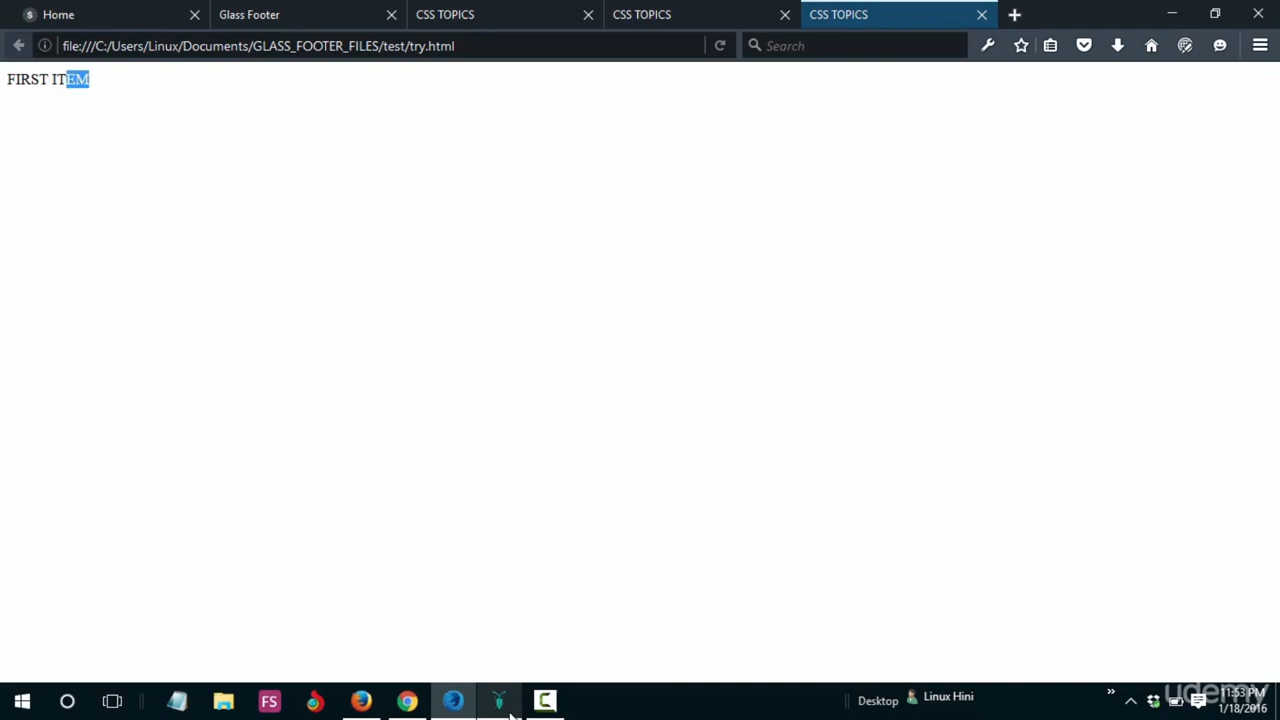 Home
Glass Footer
CSS TOPICS
CSS TOPICS
CSS TOPICS
file:///C:/Users/Linux/Documents/GLASS_FOOTER_FILES/test/try.html
Search
FIRST ITEM
FS
Desktop
Linux Hini
udemy
11:53 PM
1/18/2016